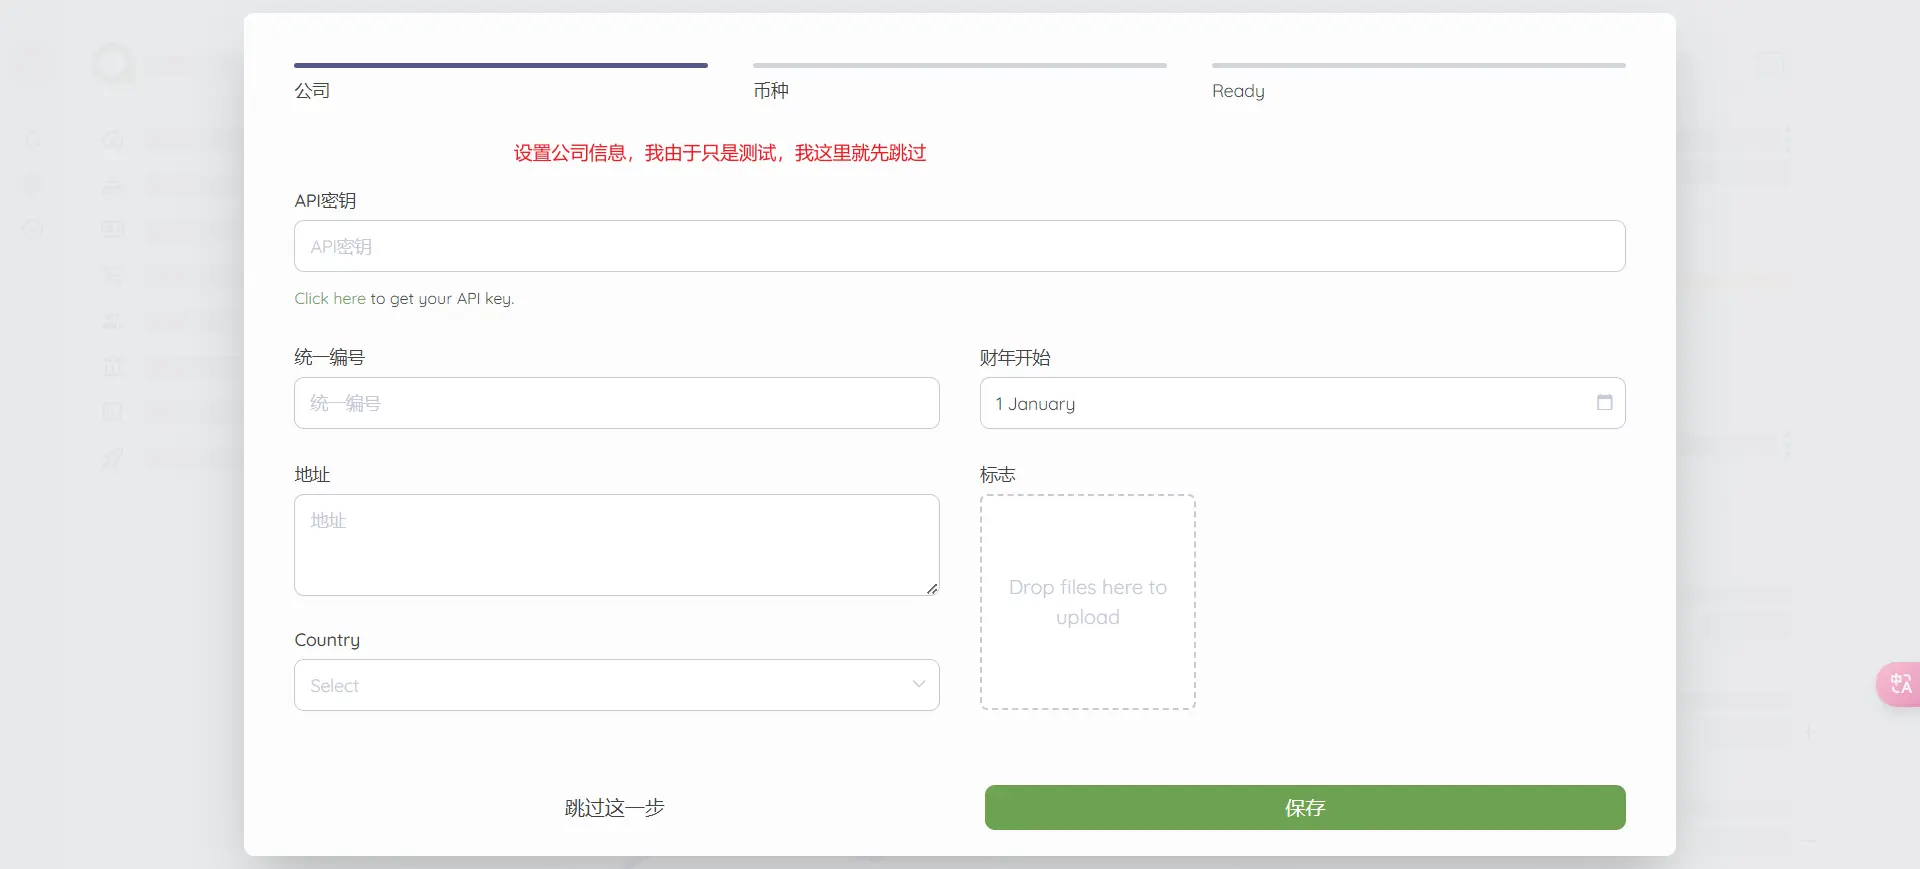 公司
币种
Ready
设置公司信息，我由于只是测试，我这里就先跳过
API密钥
API密钥
Click here to get your API key.
统一编号
财年开始
统一编号
1 January
地址
标志
地址
Drop files here to
upload
Country
Select
跳过这一步
保存